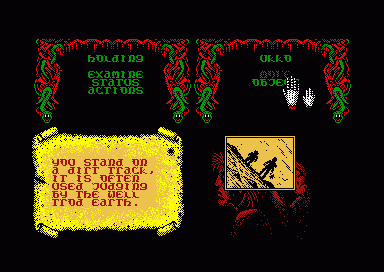 HOLDING
EXAMINE
STATUS
ACTIONS
UKKO
OBJE
YOU STAND ON
A DIRT TRACK,
IT IS OFTEN
USED JUDGING
BY THE WELL
TROD EARTH.